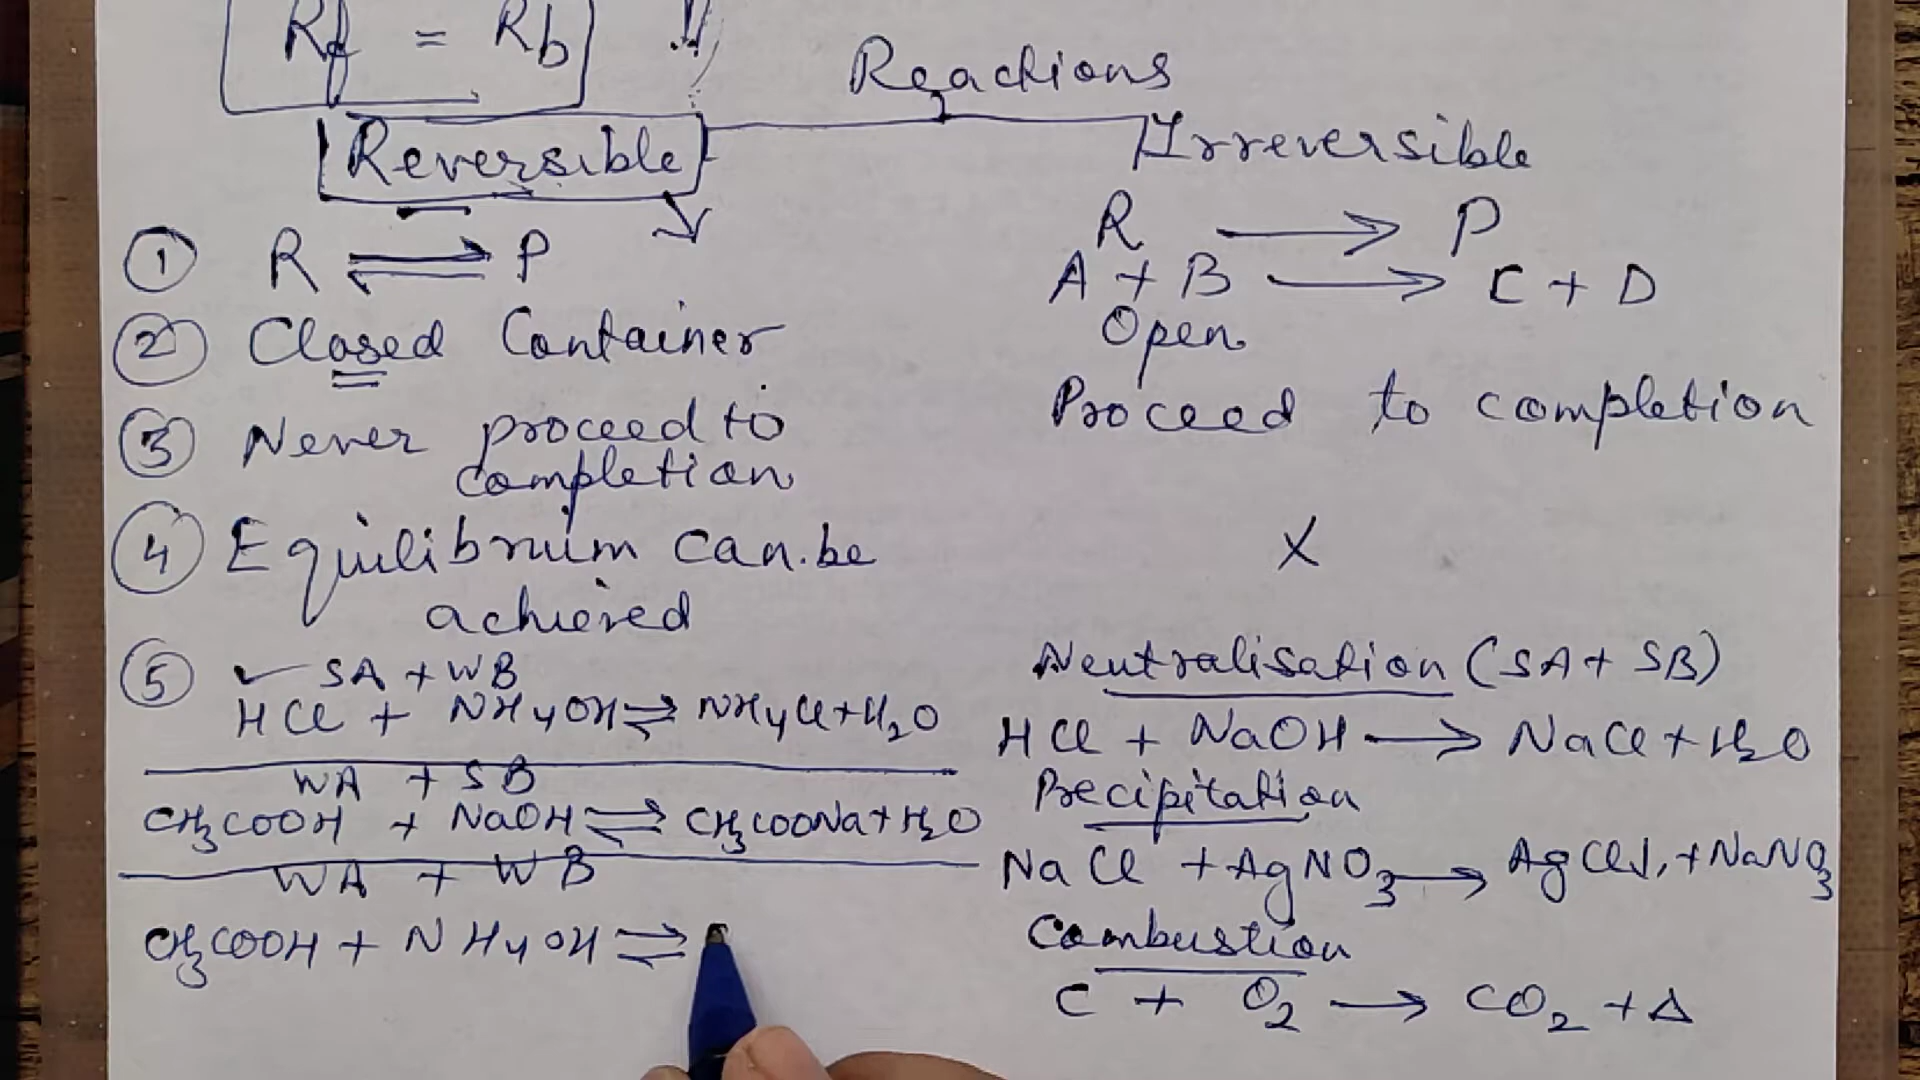 Rf = Rb
Reactions
Reversible
Irreversible
① R ⇌ P
R → P
A + B → C + D
② Closed Container
Open
③ Never proceed to
completion
Proceed to completion
④ Equilibrium can be
achieved
X
⑤ ✓ SA + WB
HCl + NH4OH ⇌ NH4Cl + H2O
WA + SB
CH3COOH + NaOH ⇌ CH3COONa + H2O
WA + WB
CH3COOH + NH4OH ⇌
Neutralisation (SA + SB)
HCl + NaOH → NaCl + H2O
Precipitation
NaCl + AgNO3 → AgCl↓ + NaNO3
Combustion
C + O2 → CO2 + Δ